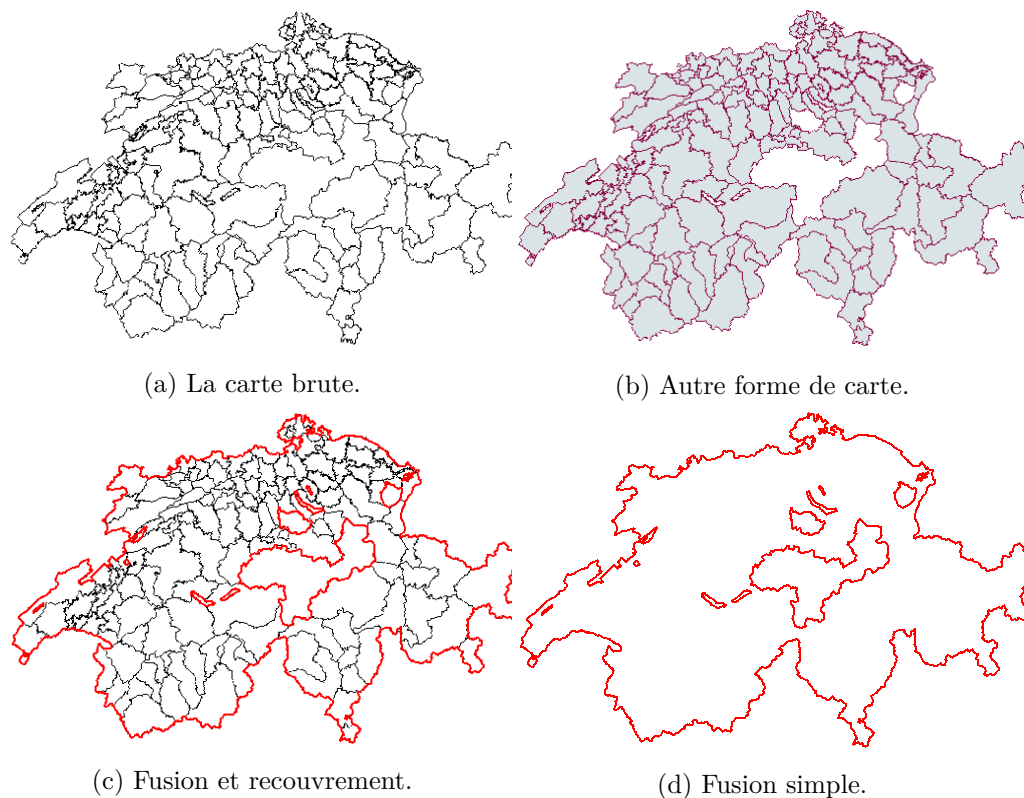 (a) La carte brute.
(b) Autre forme de carte.
(c) Fusion et recouvrement.
(d) Fusion simple.